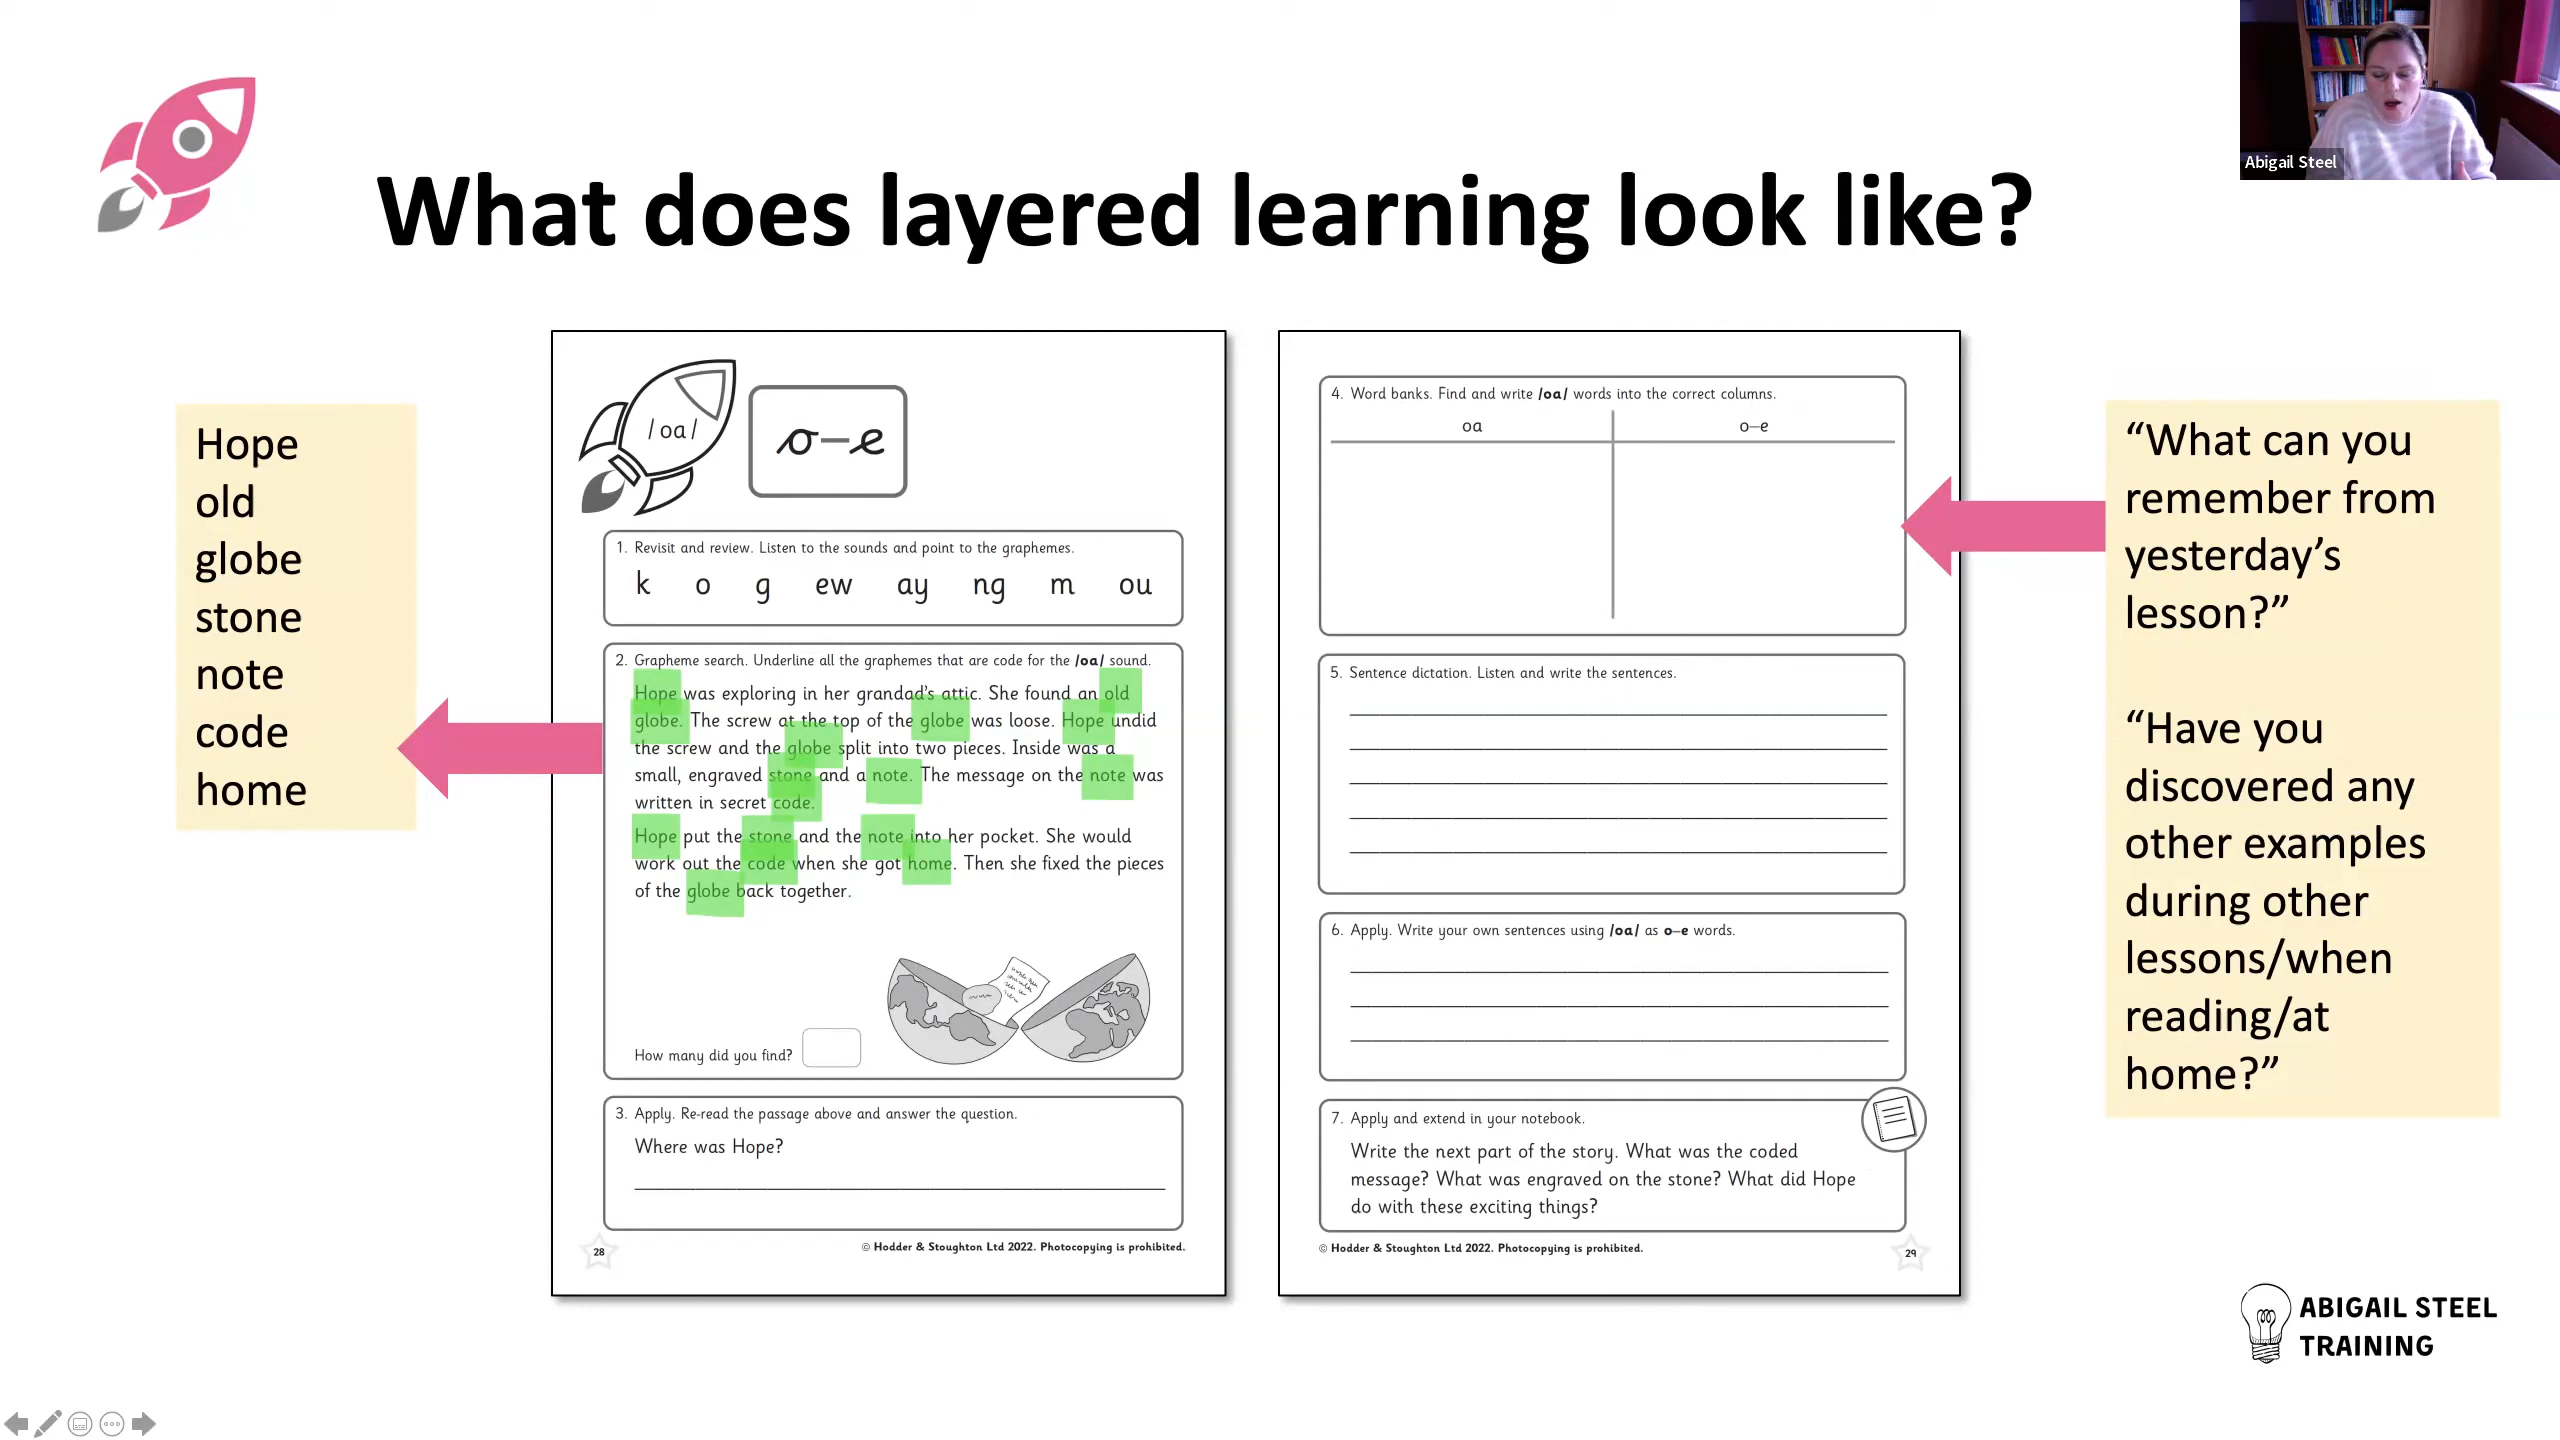 Abigail Steel
What does layered learning look like?
Hope
old
globe
stone
note
code
home
/oa/
o–e
1. Revisit and review. Listen to the sounds and point to the graphemes.
k o g ew ay ng m ou
2. Grapheme search. Underline all the graphemes that are code for the /oa/ sound.
Hope was exploring in her grandad's attic. She found an old
globe. The screw at the top of the globe was loose. Hope undid
the screw and the globe split into two pieces. Inside was a
small, engraved stone and a note. The message on the note was
written in secret code.
Hope put the stone and the note into her pocket. She would
work out the code when she got home. Then she fixed the pieces
of the globe back together.
How many did you find?
3. Apply. Re-read the passage above and answer the question.
Where was Hope?
28
© Hodder & Stoughton Ltd 2022. Photocopying is prohibited.
4. Word banks. Find and write /oa/ words into the correct columns.
oa o–e
5. Sentence dictation. Listen and write the sentences.
6. Apply. Write your own sentences using /oa/ as o–e words.
7. Apply and extend in your notebook.
Write the next part of the story. What was the coded
message? What was engraved on the stone? What did Hope
do with these exciting things?
© Hodder & Stoughton Ltd 2022. Photocopying is prohibited.
29
“What can you
remember from
yesterday’s
lesson?”
“Have you
discovered any
other examples
during other
lessons/when
reading/at
home?”
ABIGAIL STEEL
TRAINING